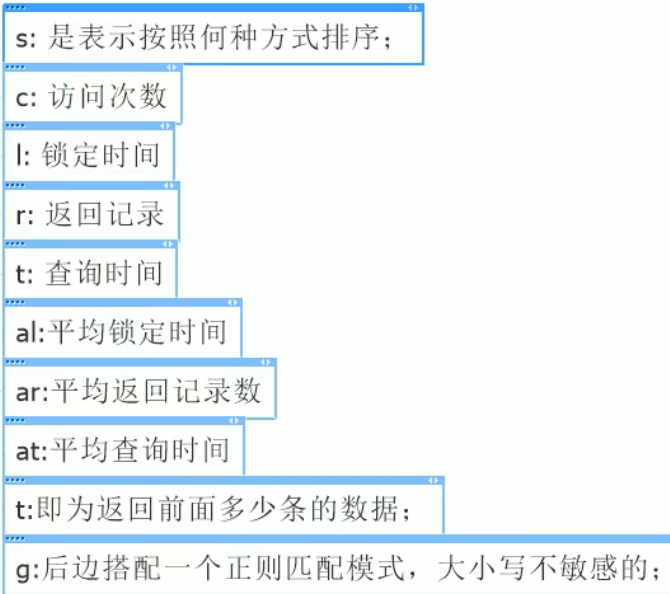 s: 是表示按照何种方式排序；
c: 访问次数
l: 锁定时间
r: 返回记录
t: 查询时间
al:平均锁定时间
ar:平均返回记录数
at:平均查询时间
t:即为返回前面多少条的数据；
g:后边搭配一个正则匹配模式，大小写不敏感的；